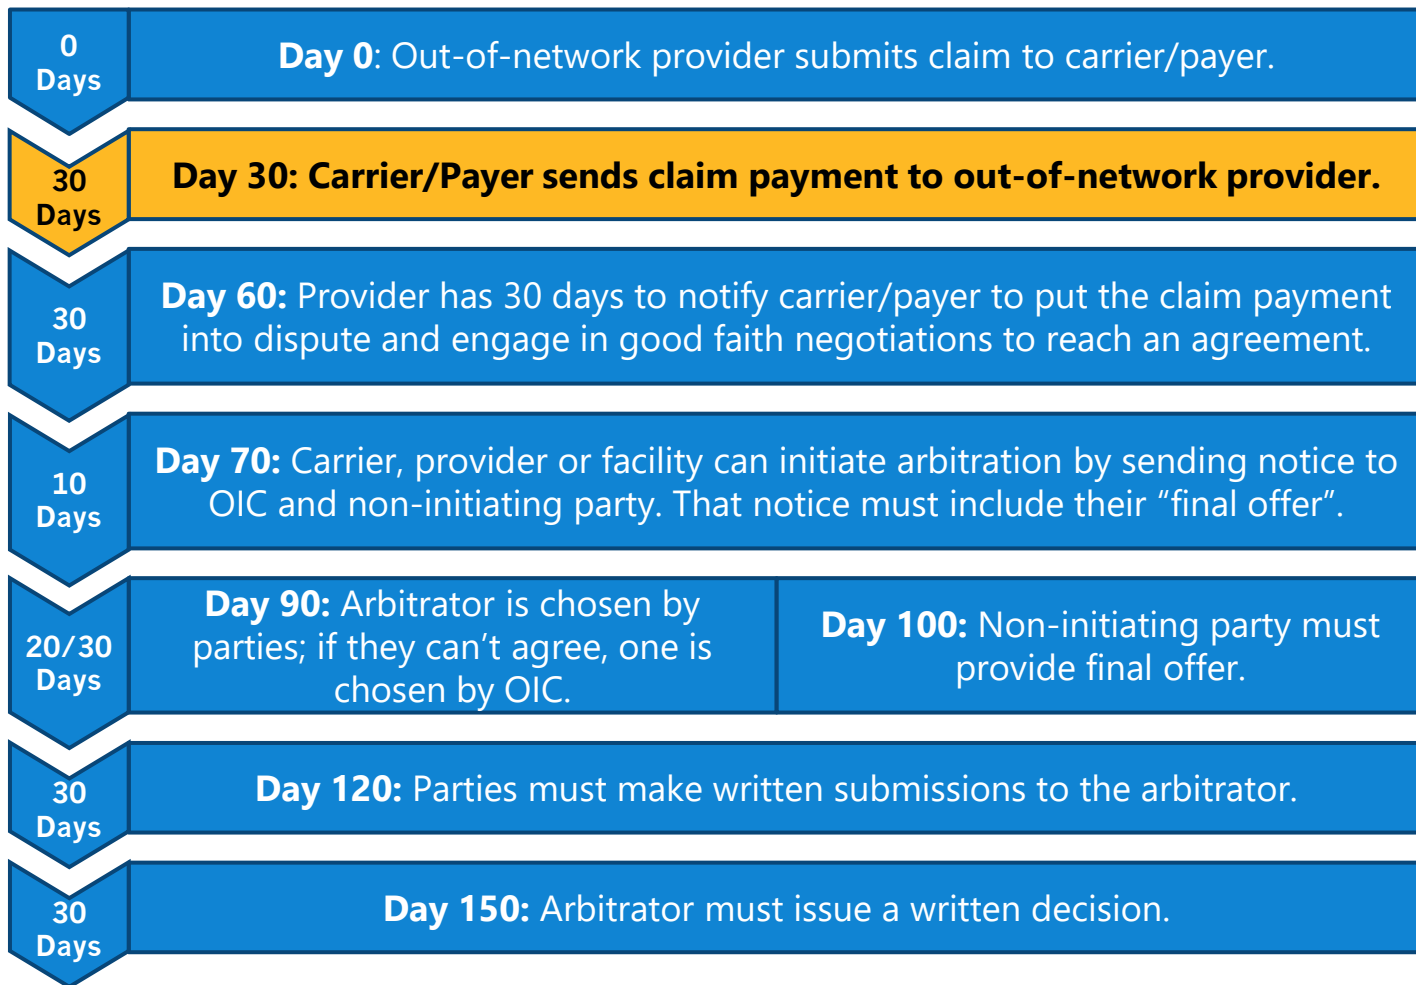 0
Days
Day 0: Out-of-network provider submits claim to carrier/payer.
30
Days
Day 30: Carrier/Payer sends claim payment to out-of-network provider.
30
Days
Day 60: Provider has 30 days to notify carrier/payer to put the claim payment
into dispute and engage in good faith negotiations to reach an agreement.
10
Days
Day 70: Carrier, provider or facility can initiate arbitration by sending notice to
OIC and non-initiating party. That notice must include their “final offer”.
20/30
Days
Day 90: Arbitrator is chosen by
parties; if they can’t agree, one is
chosen by OIC.
Day 100: Non-initiating party must
provide final offer.
30
Days
Day 120: Parties must make written submissions to the arbitrator.
30
Days
Day 150: Arbitrator must issue a written decision.